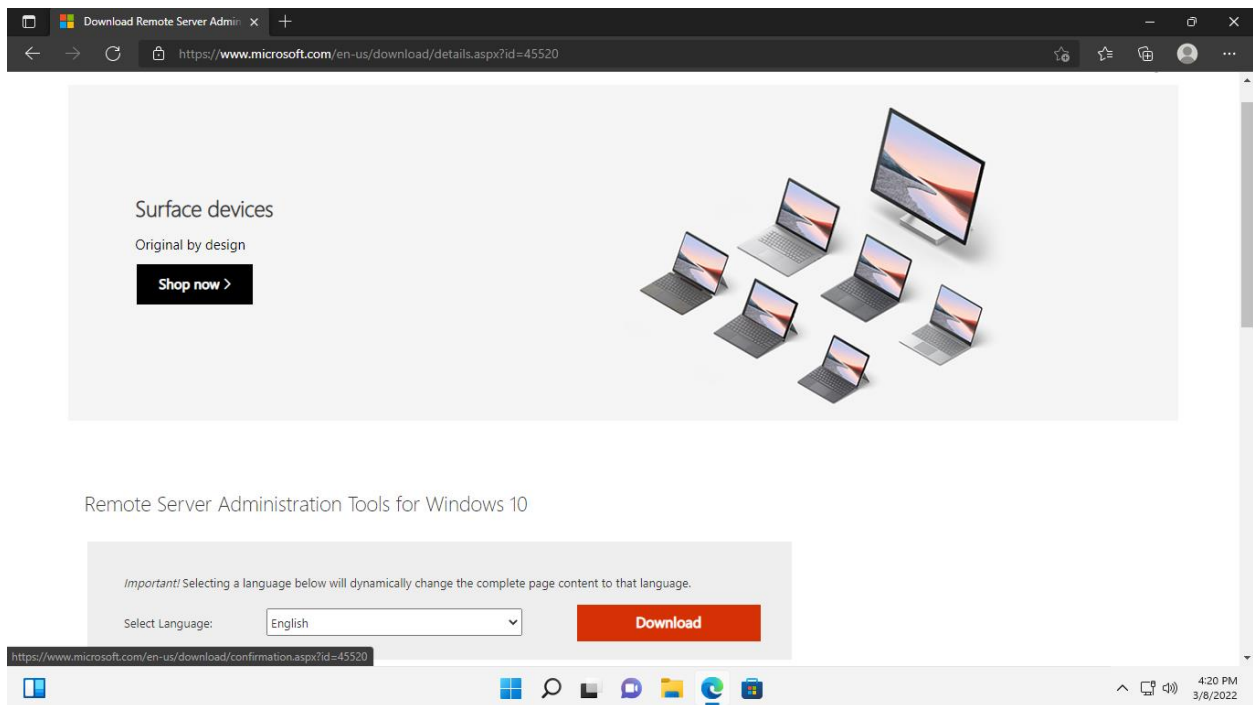 Download Remote Server Admin
https://www.microsoft.com/en-us/download/details.aspx?id=45520
Surface devices
Original by design
Shop now >
Remote Server Administration Tools for Windows 10
Important! Selecting a language below will dynamically change the complete page content to that language.
Select Language:
English
Download
https://www.microsoft.com/en-us/download/confirmation.aspx?id=45520
4:20 PM
3/8/2022